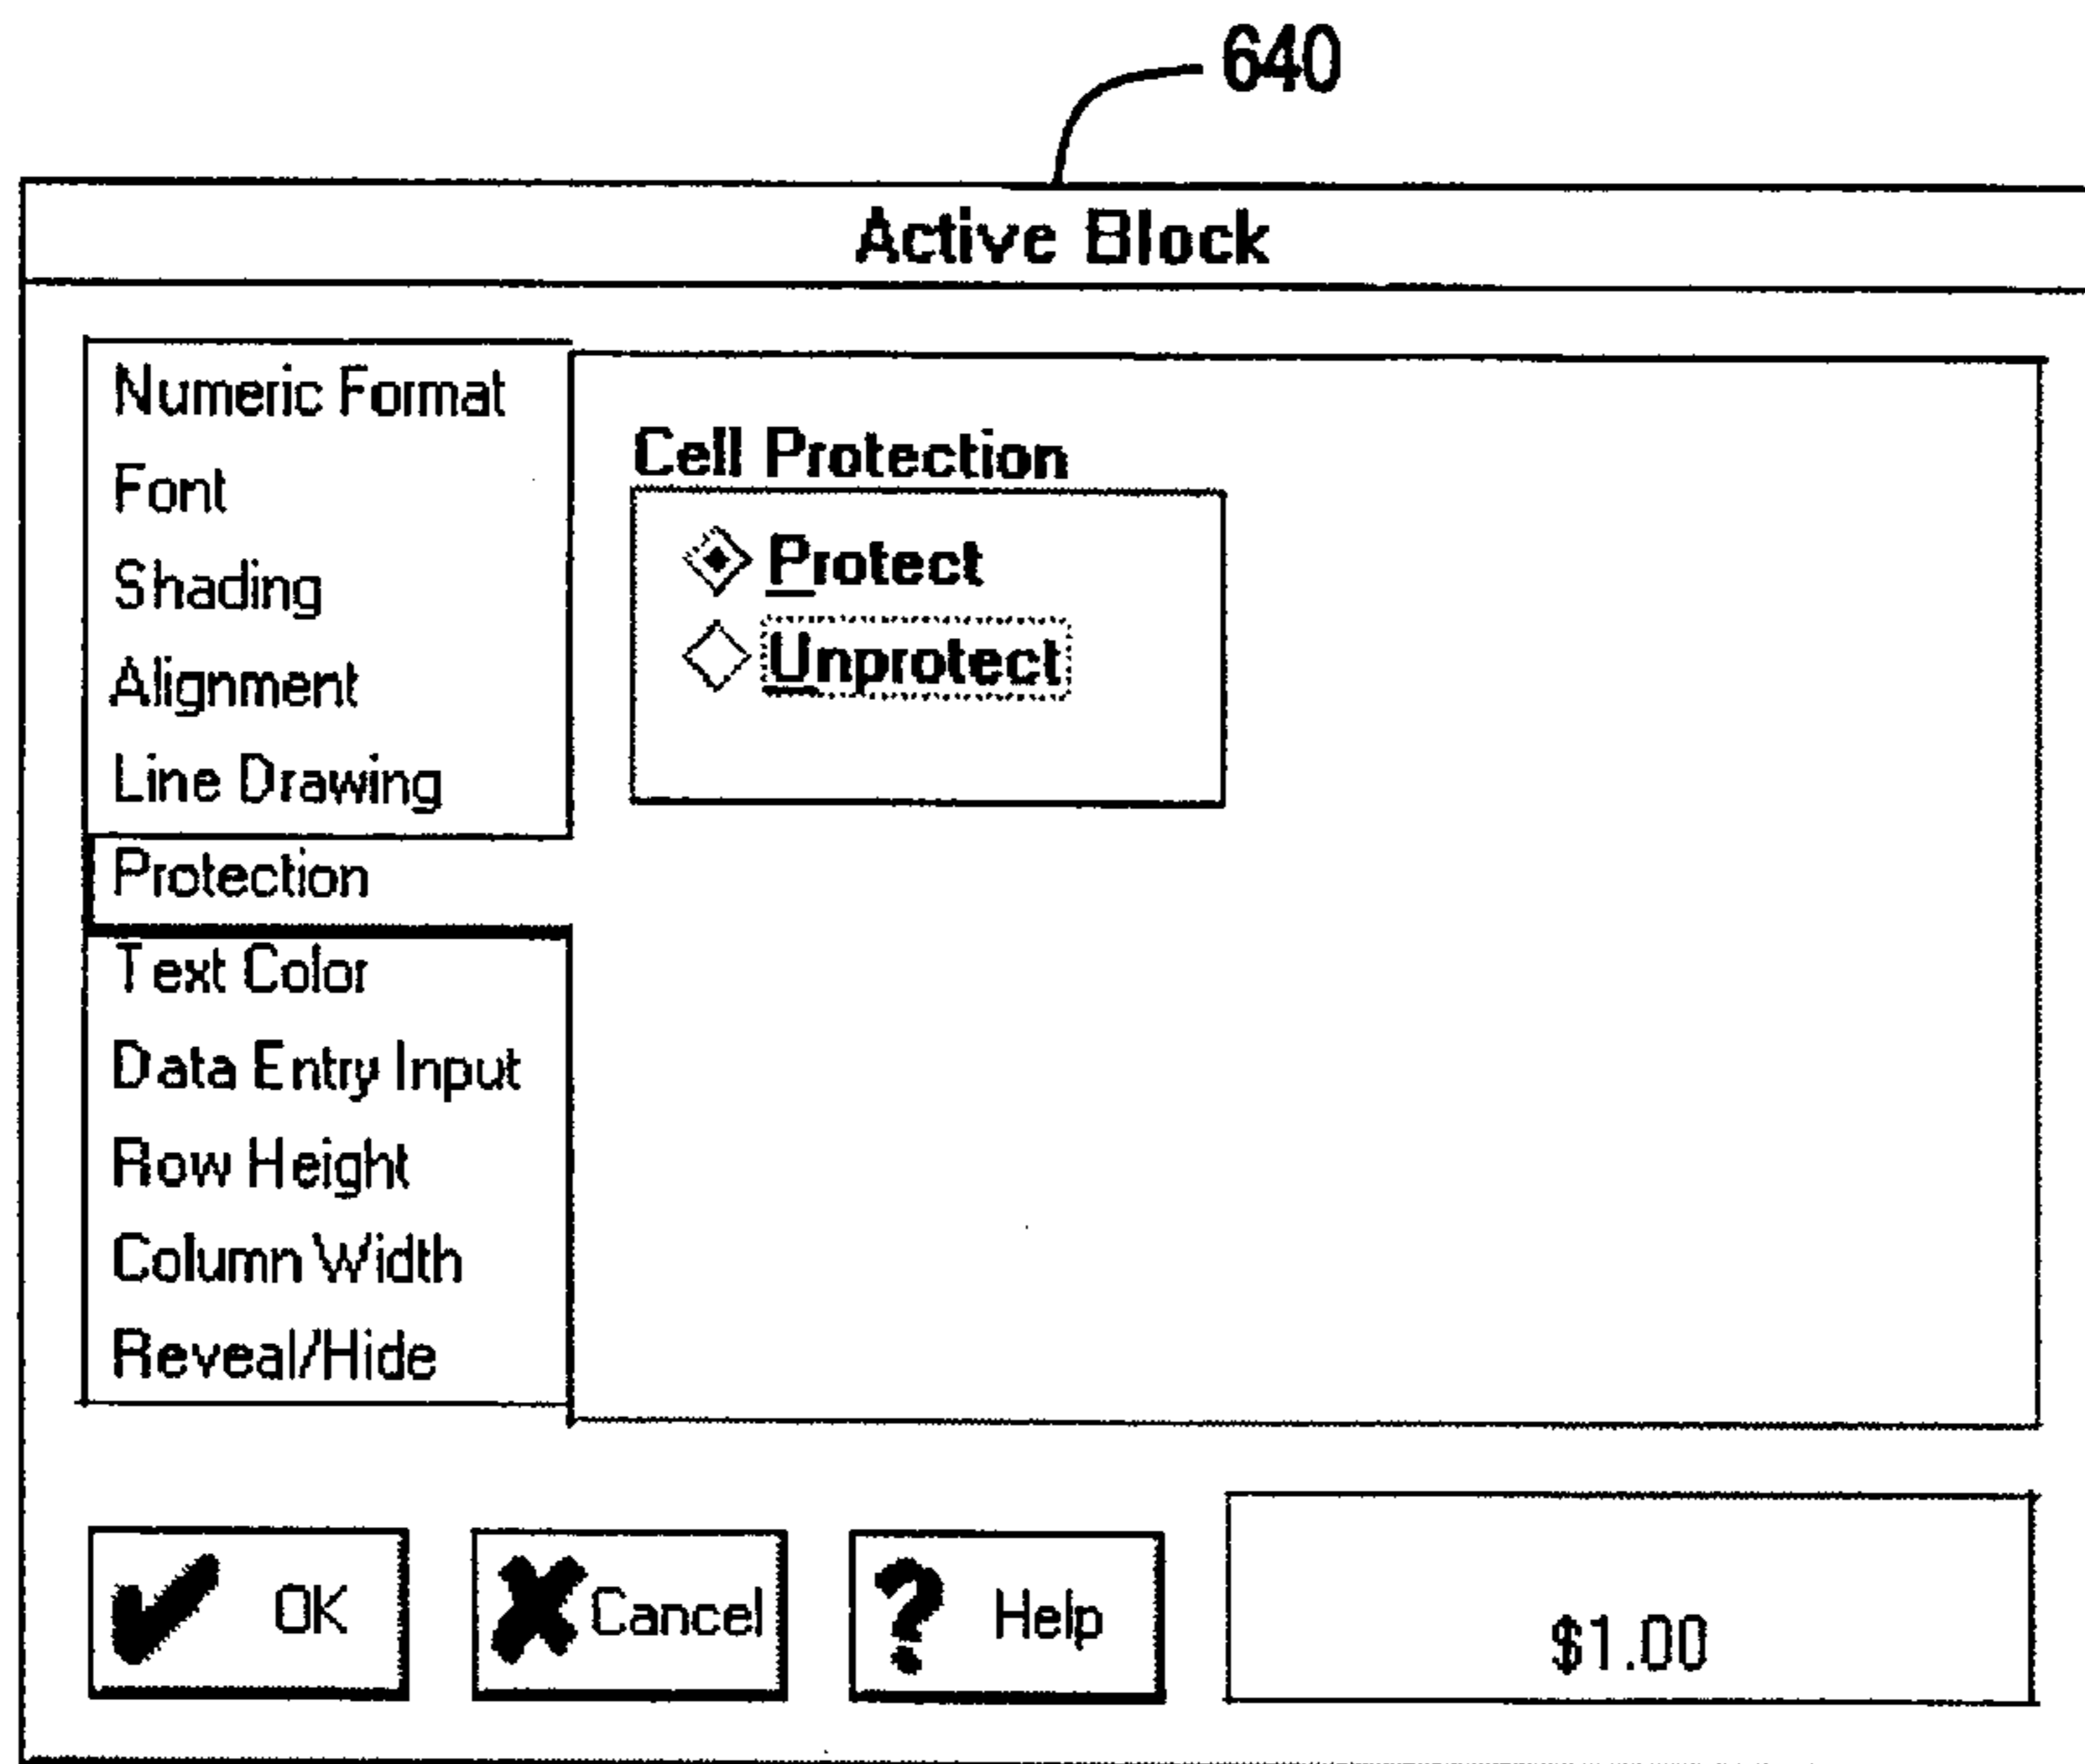 640
Active Block
Numeric Format
Font
Shading
Alignment
Line Drawing
Protection
Text Color
Data Entry Input
Row Height
Column Width
Reveal/Hide
Cell Protection
Protect
Unprotect
OK
Cancel
Help
$1.00